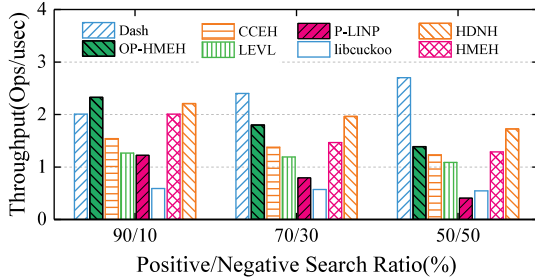 Throughput(Ops/usec)
4
3
2
1
0
Dash CCEH P-LINP HDNH
OP-HMEH LEVL libcuckoo HMEH
90/10 70/30 50/50
Positive/Negative Search Ratio(%)